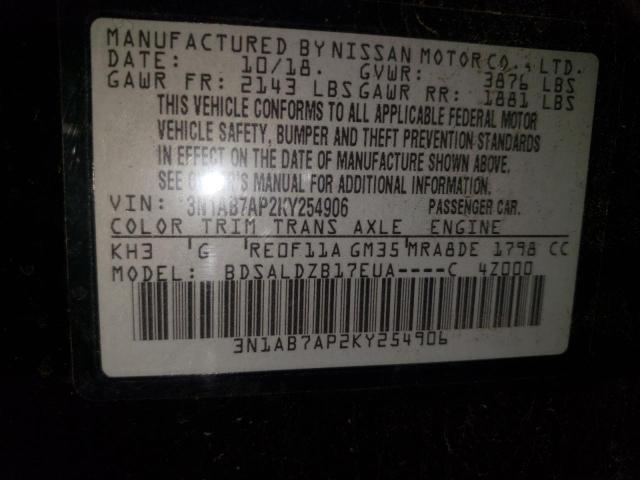 MANUFACTURED BY NISSAN MOTOR CO., LTD.
DATE: 10/18. GVWR: 3876 LBS
GAWR FR: 2143 LBS GAWR RR: 1881 LBS
THIS VEHICLE CONFORMS TO ALL APPLICABLE FEDERAL MOTOR
VEHICLE SAFETY, BUMPER AND THEFT PREVENTION STANDARDS
IN EFFECT ON THE DATE OF MANUFACTURE SHOWN ABOVE.
SEE OWNER'S MANUAL FOR ADDITIONAL INFORMATION.
VIN: 3N1AB7AP2KY254906 PASSENGER CAR.
COLOR TRIM TRANS AXLE ENGINE
KH3 G RE0F11A GM35 MRA8DE 1798 CC
MODEL: BDSALDZB17EUA----C 4Z000
3N1AB7AP2KY254906